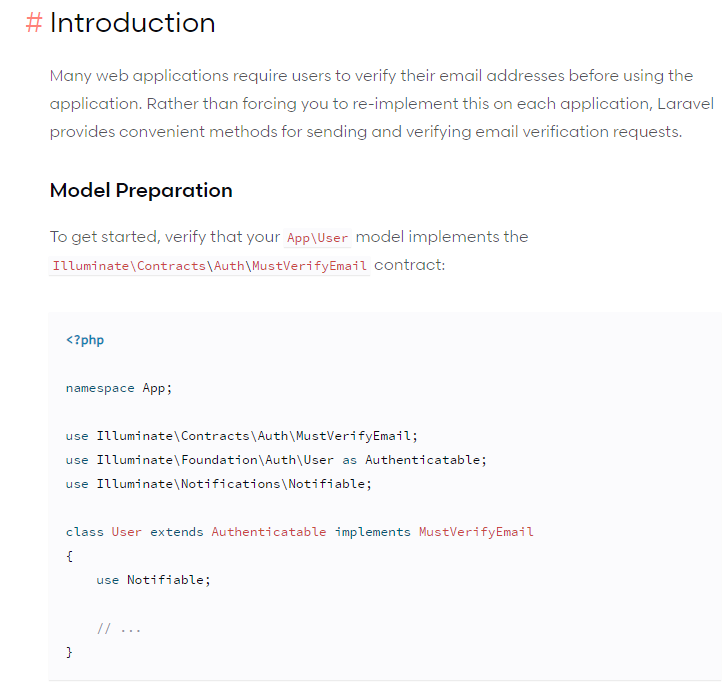 # Introduction
Many web applications require users to verify their email addresses before using the
application. Rather than forcing you to re-implement this on each application, Laravel
provides convenient methods for sending and verifying email verification requests.
Model Preparation
To get started, verify that your App\User model implements the
Illuminate\Contracts\Auth\MustVerifyEmail contract:
<?php
namespace App;
use Illuminate\Contracts\Auth\MustVerifyEmail;
use Illuminate\Foundation\Auth\User as Authenticatable;
use Illuminate\Notifications\Notifiable;
class User extends Authenticatable implements MustVerifyEmail
{
    use Notifiable;
    // ...
}